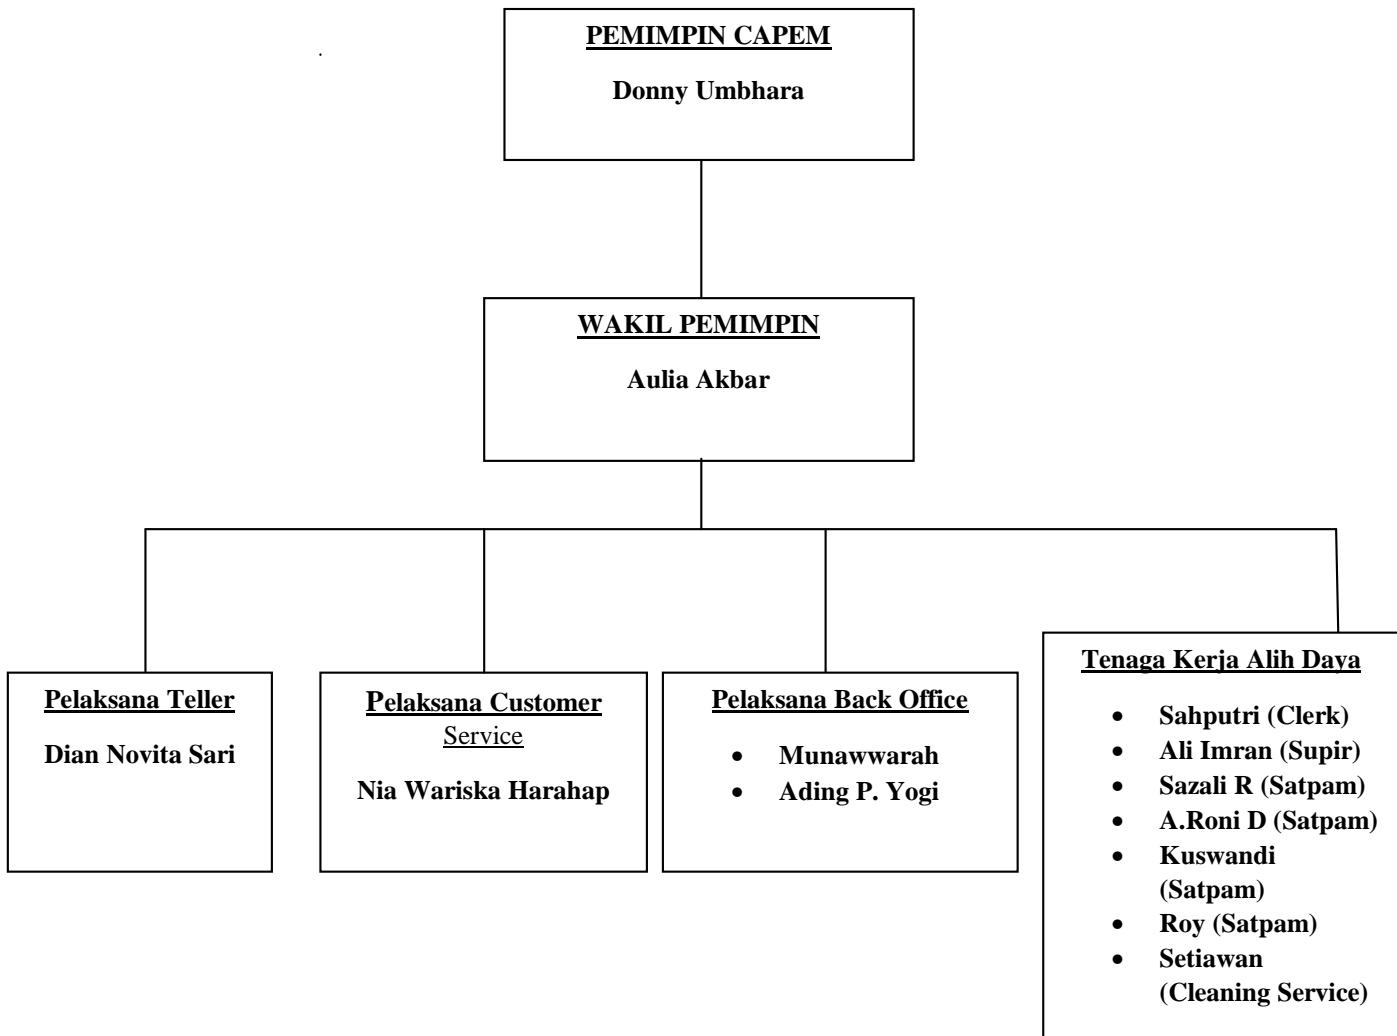 PEMIMPIN CAPEM
Donny Umbhara
WAKIL PEMIMPIN
Aulia Akbar
Pelaksana Teller
Dian Novita Sari
Pelaksana Customer
Service
Nia Wariska Harahap
Pelaksana Back Office
• Munawwarah
• Ading P. Yogi
Tenaga Kerja Alih Daya
• Sahputri (Clerk)
• Ali Imran (Supir)
• Sazali R (Satpam)
• A.Roni D (Satpam)
• Kuswandi
(Satpam)
• Roy (Satpam)
• Setiawan
(Cleaning Service)